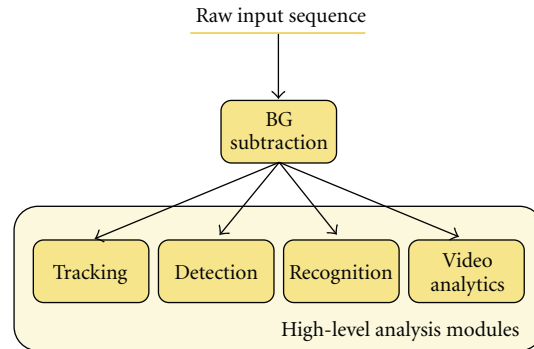 Raw input sequence
BG
subtraction
Tracking
Detection
Recognition
Video
analytics
High-level analysis modules